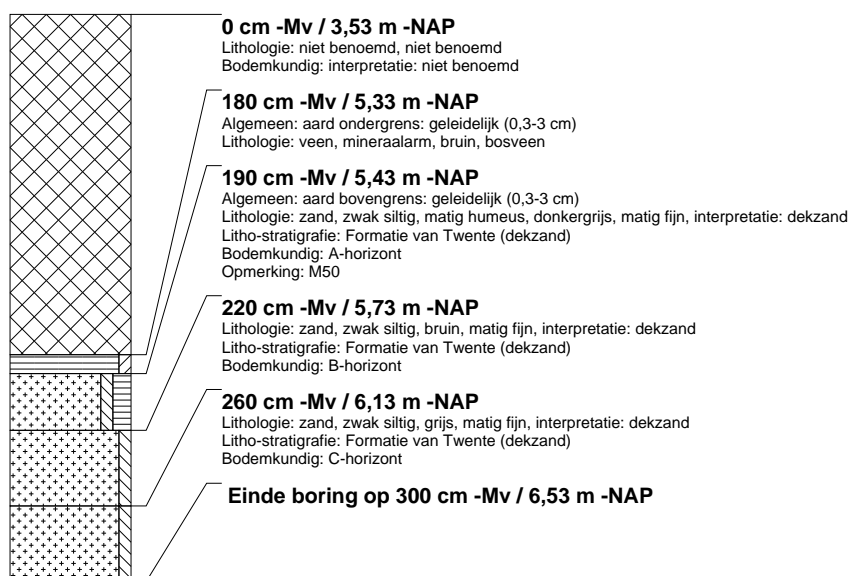 0 cm -Mv / 3,53 m -NAP
Lithologie: niet benoemd, niet benoemd
Bodemkundig: interpretatie: niet benoemd
180 cm -Mv / 5,33 m -NAP
Algemeen: aard ondergrens: geleidelijk (0,3-3 cm)
Lithologie: veen, mineraalarm, bruin, bosveen
190 cm -Mv / 5,43 m -NAP
Algemeen: aard bovengrens: geleidelijk (0,3-3 cm)
Lithologie: zand, zwak siltig, matig humeus, donkergrijs, matig fijn, interpretatie: dekzand
Litho-stratigrafie: Formatie van Twente (dekzand)
Bodemkundig: A-horizont
Opmerking: M50
220 cm -Mv / 5,73 m -NAP
Lithologie: zand, zwak siltig, bruin, matig fijn, interpretatie: dekzand
Litho-stratigrafie: Formatie van Twente (dekzand)
Bodemkundig: B-horizont
260 cm -Mv / 6,13 m -NAP
Lithologie: zand, zwak siltig, grijs, matig fijn, interpretatie: dekzand
Litho-stratigrafie: Formatie van Twente (dekzand)
Bodemkundig: C-horizont
Einde boring op 300 cm -Mv / 6,53 m -NAP